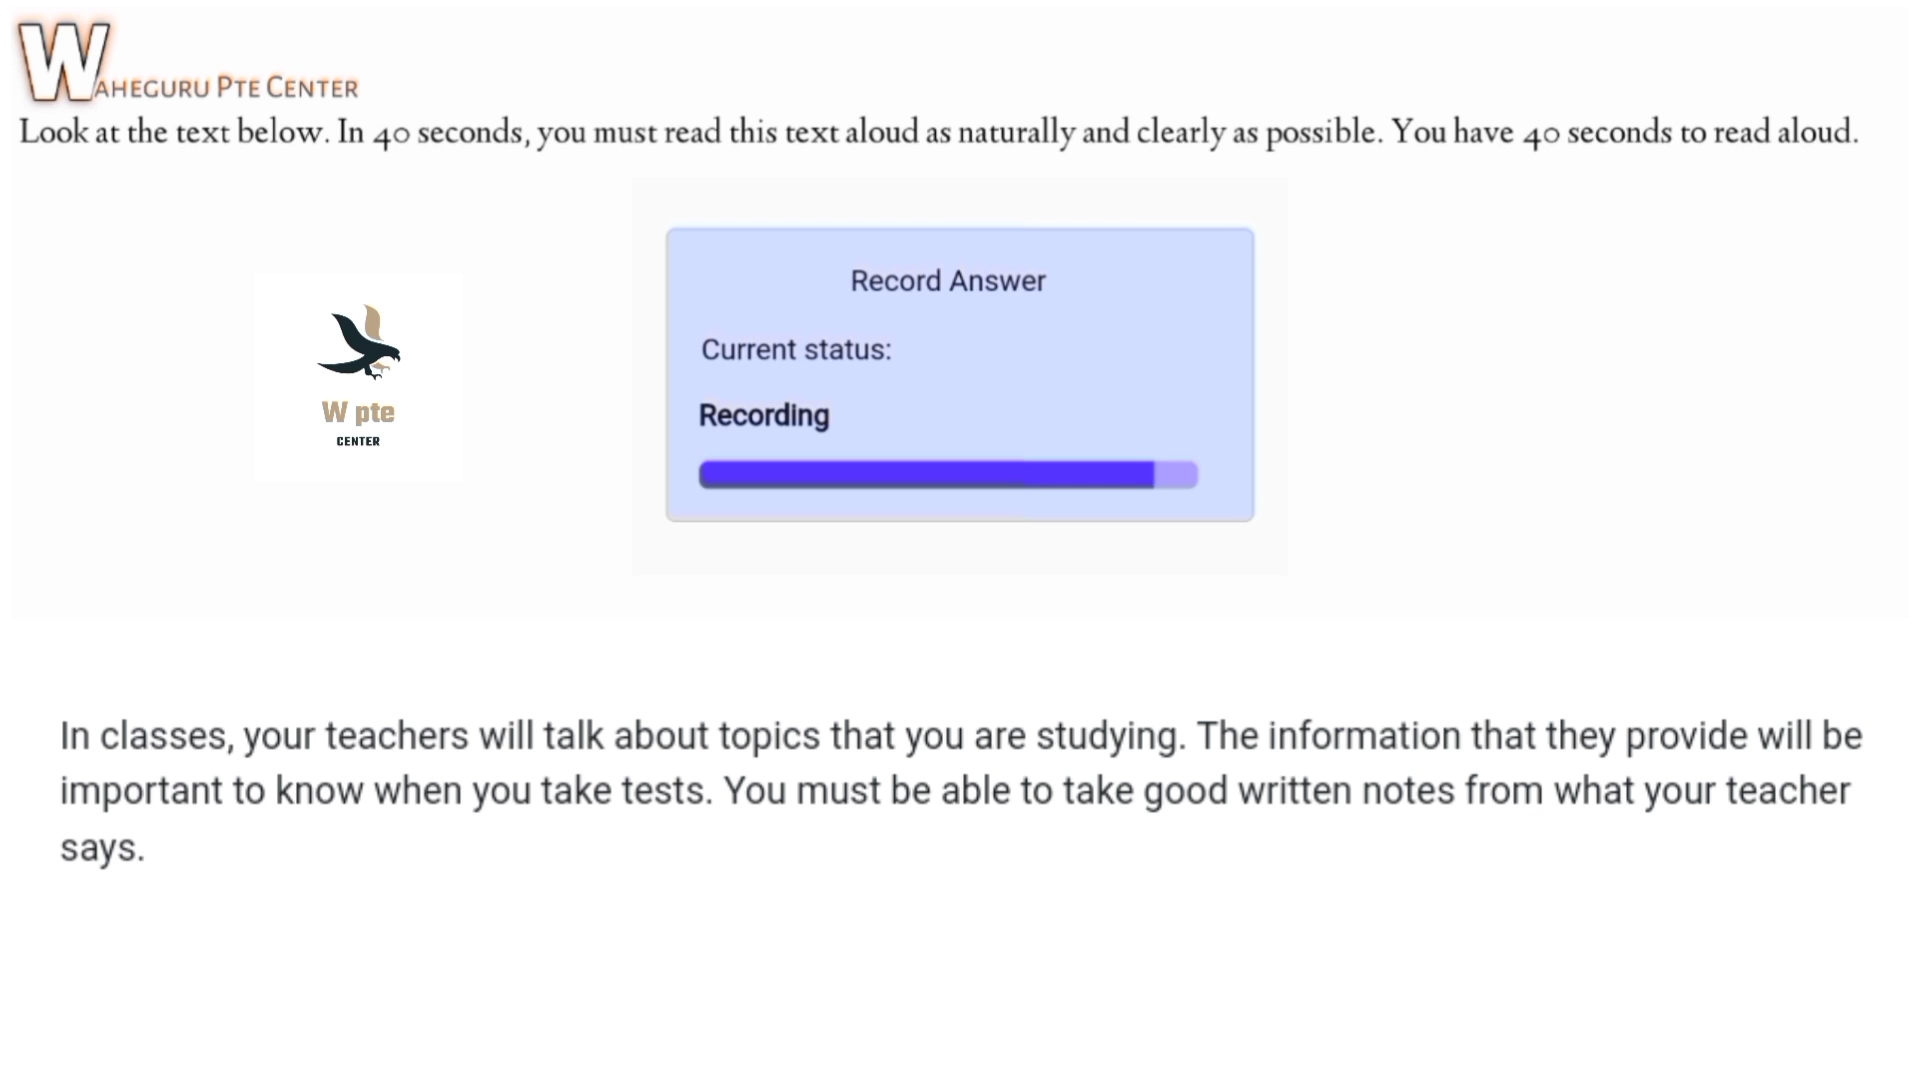 WAHEGURU PTE CENTER
Look at the text below. In 40 seconds, you must read this text aloud as naturally and clearly as possible. You have 40 seconds to read aloud.
Record Answer
Current status:
Recording
W pte
CENTER
In classes, your teachers will talk about topics that you are studying. The information that they provide will be
important to know when you take tests. You must be able to take good written notes from what your teacher
says.